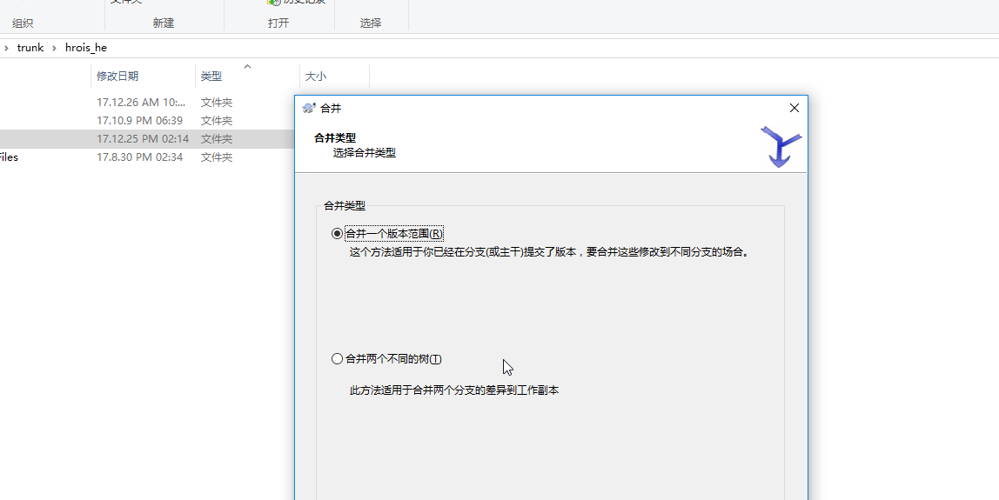 文件夹
历史记录
组织
新建
打开
选择
› trunk › hrois_he
修改日期
类型
大小
17.12.26 AM 10:...
文件夹
17.10.9 PM 06:39
文件夹
17.12.25 PM 02:14
文件夹
Files
17.8.30 PM 02:34
文件夹
合并
合并类型
选择合并类型
合并类型
合并一个版本范围(R)
这个方法适用于你已经在分支(或主干)提交了版本，要合并这些修改到不同分支的场合。
合并两个不同的树(T)
此方法适用于合并两个分支的差异到工作副本